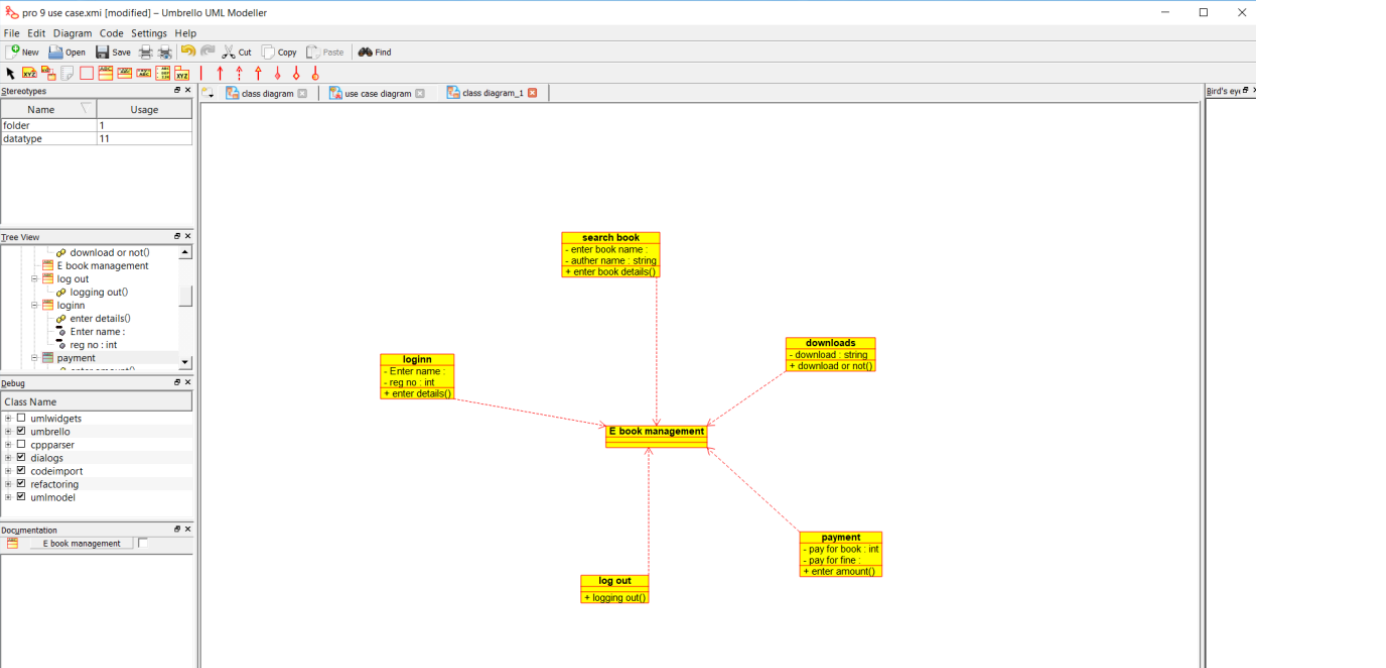 pro 9 use case.xmi [modified] – Umbrello UML Modeller
File Edit Diagram Code Settings Help
New Open Save Cut Copy Paste Find
Stereotypes
Name Usage
folder 1
datatype 11
Tree View
download or not()
E book management
log out
logging out()
loginn
enter details()
Enter name :
reg no : int
payment
Debug
Class Name
umlwidgets
umbrello
cppparser
dialogs
codeimport
refactoring
umlmodel
Documentation
E book management
class diagram use case diagram class diagram_1
search book
- enter book name :
- auther name : string
+ enter book details()
downloads
- download : string
+ download or not()
loginn
- Enter name :
- reg no : int
+ enter details()
E book management
payment
- pay for book : int
- pay for fine :
+ enter amount()
log out
+ logging out()
Bird's eye